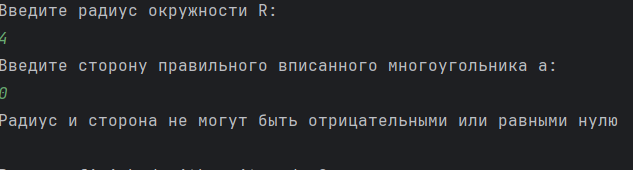 Введите радиус окружности R:
4
Введите сторону правильного вписанного многоугольника a:
0
Радиус и сторона не могут быть отрицательными или равными нулю